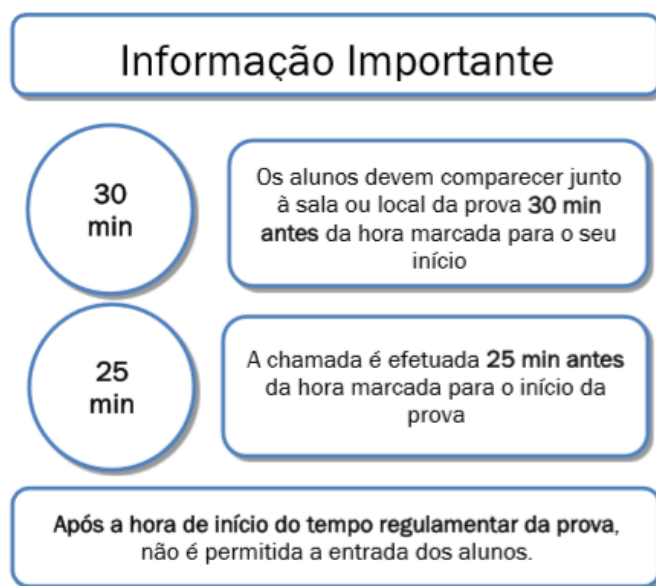 Informação Importante
30
min
Os alunos devem comparecer junto
à sala ou local da prova 30 min
antes da hora marcada para o seu
início
25
min
A chamada é efetuada 25 min antes
da hora marcada para o início da
prova
Após a hora de início do tempo regulamentar da prova,
não é permitida a entrada dos alunos.